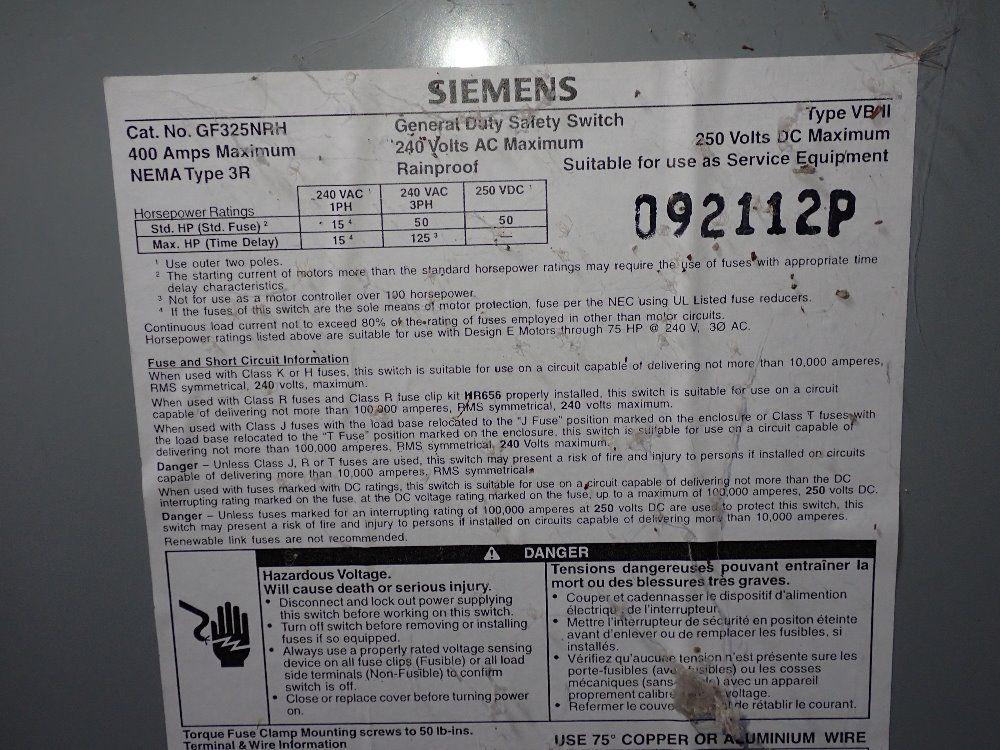 SIEMENS
Cat. No. GF325NRH General Duty Safety Switch Type VB II
400 Amps Maximum 240 Volts AC Maximum 250 Volts DC Maximum
NEMA Type 3R Rainproof Suitable for use as Service Equipment
Horsepower Ratings 240 VAC ¹ 1PH 240 VAC 3PH 250 VDC ¹
Std. HP (Std. Fuse) ² 15 ⁴ 50 50
Max. HP (Time Delay) 15 ⁴ 125 ³ —
092112P
¹ Use outer two poles.
² The starting current of motors more than the standard horsepower ratings may require the use of fuses with appropriate time
delay characteristics
³ Not for use as a motor controller over 100 horsepower.
⁴ If the fuses of this switch are the sole means of motor protection, fuse per the NEC using UL Listed fuse reducers.
Continuous load current not to exceed 80% of the rating of fuses employed in other than motor circuits.
Horsepower ratings listed above are suitable for use with Design E Motors through 75 HP @ 240 V, 3Ø AC.
Fuse and Short Circuit Information
When used with Class K or H fuses, this switch is suitable for use on a circuit capable of delivering not more than 10,000 amperes,
RMS symmetrical, 240 volts, maximum.
When used with Class R fuses and Class R fuse clip kit HR656 properly installed, this switch is suitable for use on a circuit
capable of delivering not more than 100,000 amperes, RMS symmetrical, 240 volts maximum.
When used with Class J fuses with the load base relocated to the "J Fuse" position marked on the enclosure or Class T fuses with
the load base relocated to the "T Fuse" position marked on the enclosure, this switch is suitable for use on a circuit capable of
delivering not more than 100,000 amperes, RMS symmetrical, 240 Volts maximum.
Danger – Unless Class J, R or T fuses are used, this switch may present a risk of fire and injury to persons if installed on circuits
capable of delivering more than 10,000 amperes, RMS symmetrical.
When used with fuses marked with DC ratings, this switch is suitable for use on a circuit capable of delivering not more than the DC
interrupting rating marked on the fuse, at the DC voltage rating marked on the fuse, up to a maximum of 100,000 amperes, 250 volts DC.
Danger – Unless fuses marked for an interrupting rating of 100,000 amperes at 250 volts DC are used to protect this switch, this
switch may present a risk of fire and injury to persons if installed on circuits capable of delivering more than 10,000 amperes.
Renewable link fuses are not recommended.
DANGER
Hazardous Voltage.
Will cause death or serious injury.
• Disconnect and lock out power supplying
this switch before working on this switch.
• Turn off switch before removing or installing
fuses if so equipped.
• Always use a properly rated voltage sensing
device on all fuse clips (Fusible) or all load
side terminals (Non-Fusible) to confirm
switch is off.
• Close or replace cover before turning power
on.
Tensions dangereuses pouvant entraîner la
mort ou des blessures très graves.
• Couper et cadennasser le dispositif d'alimention
électrique de l'interrupteur.
• Mettre l'interrupteur de sécurité en positon éteinte
avant d'enlever ou de remplacer les fusibles, si
installés.
• Vérifiez qu'aucune tension n'est présente sure les
porte-fusibles (avec fusibles) ou les cosses
mécaniques (sans) avec un appareil
proprement calibré voltage.
• Refermer le couvercle de rétablir le courant.
Torque Fuse Clamp Mounting screws to 50 lb-ins.
Terminal & Wire Information
USE 75° COPPER OR ALUMINIUM WIRE